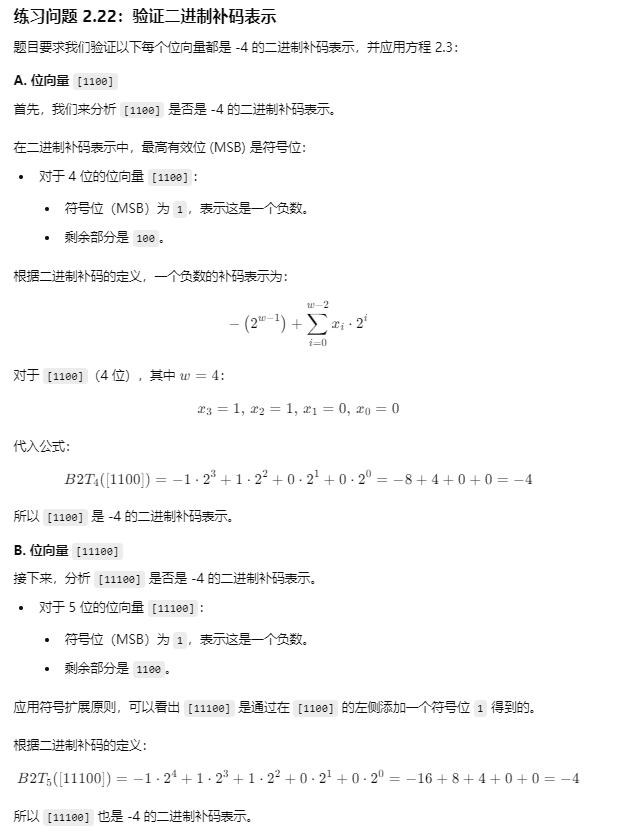 练习问题 2.22：验证二进制补码表示
题目要求我们验证以下每个位向量都是 -4 的二进制补码表示，并应用方程 2.3：
A. 位向量 [1100]
首先，我们来分析 [1100] 是否是 -4 的二进制补码表示。
在二进制补码表示中，最高有效位 (MSB) 是符号位：
• 对于 4 位的位向量 [1100]：
• 符号位（MSB）为 1，表示这是一个负数。
• 剩余部分是 100。
根据二进制补码的定义，一个负数的补码表示为：
$-\left(2^{w-1}\right)+\sum_{i=0}^{w-2} x_i \cdot 2^i$
对于 [1100]（4 位），其中 $w=4$：
$x_3=1,\, x_2=1,\, x_1=0,\, x_0=0$
代入公式：
$B2T_4([1100])=-1\cdot 2^3+1\cdot 2^2+0\cdot 2^1+0\cdot 2^0=-8+4+0+0=-4$
所以 [1100] 是 -4 的二进制补码表示。
B. 位向量 [11100]
接下来，分析 [11100] 是否是 -4 的二进制补码表示。
• 对于 5 位的位向量 [11100]：
• 符号位（MSB）为 1，表示这是一个负数。
• 剩余部分是 1100。
应用符号扩展原则，可以看出 [11100] 是通过在 [1100] 的左侧添加一个符号位 1 得到的。
根据二进制补码的定义：
$B2T_5([11100])=-1\cdot 2^4+1\cdot 2^3+1\cdot 2^2+0\cdot 2^1+0\cdot 2^0=-16+8+4+0+0=-4$
所以 [11100] 也是 -4 的二进制补码表示。